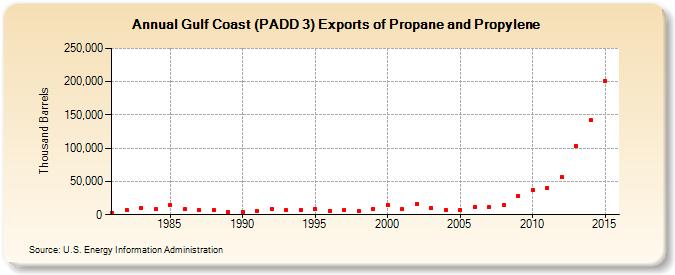 Annual Gulf Coast (PADD 3) Exports of Propane and Propylene
Thousand Barrels
250,000
200,000
150,000
100,000
50,000
0
1985 1990 1995 2000 2005 2010 2015
Source: U.S. Energy Information Administration